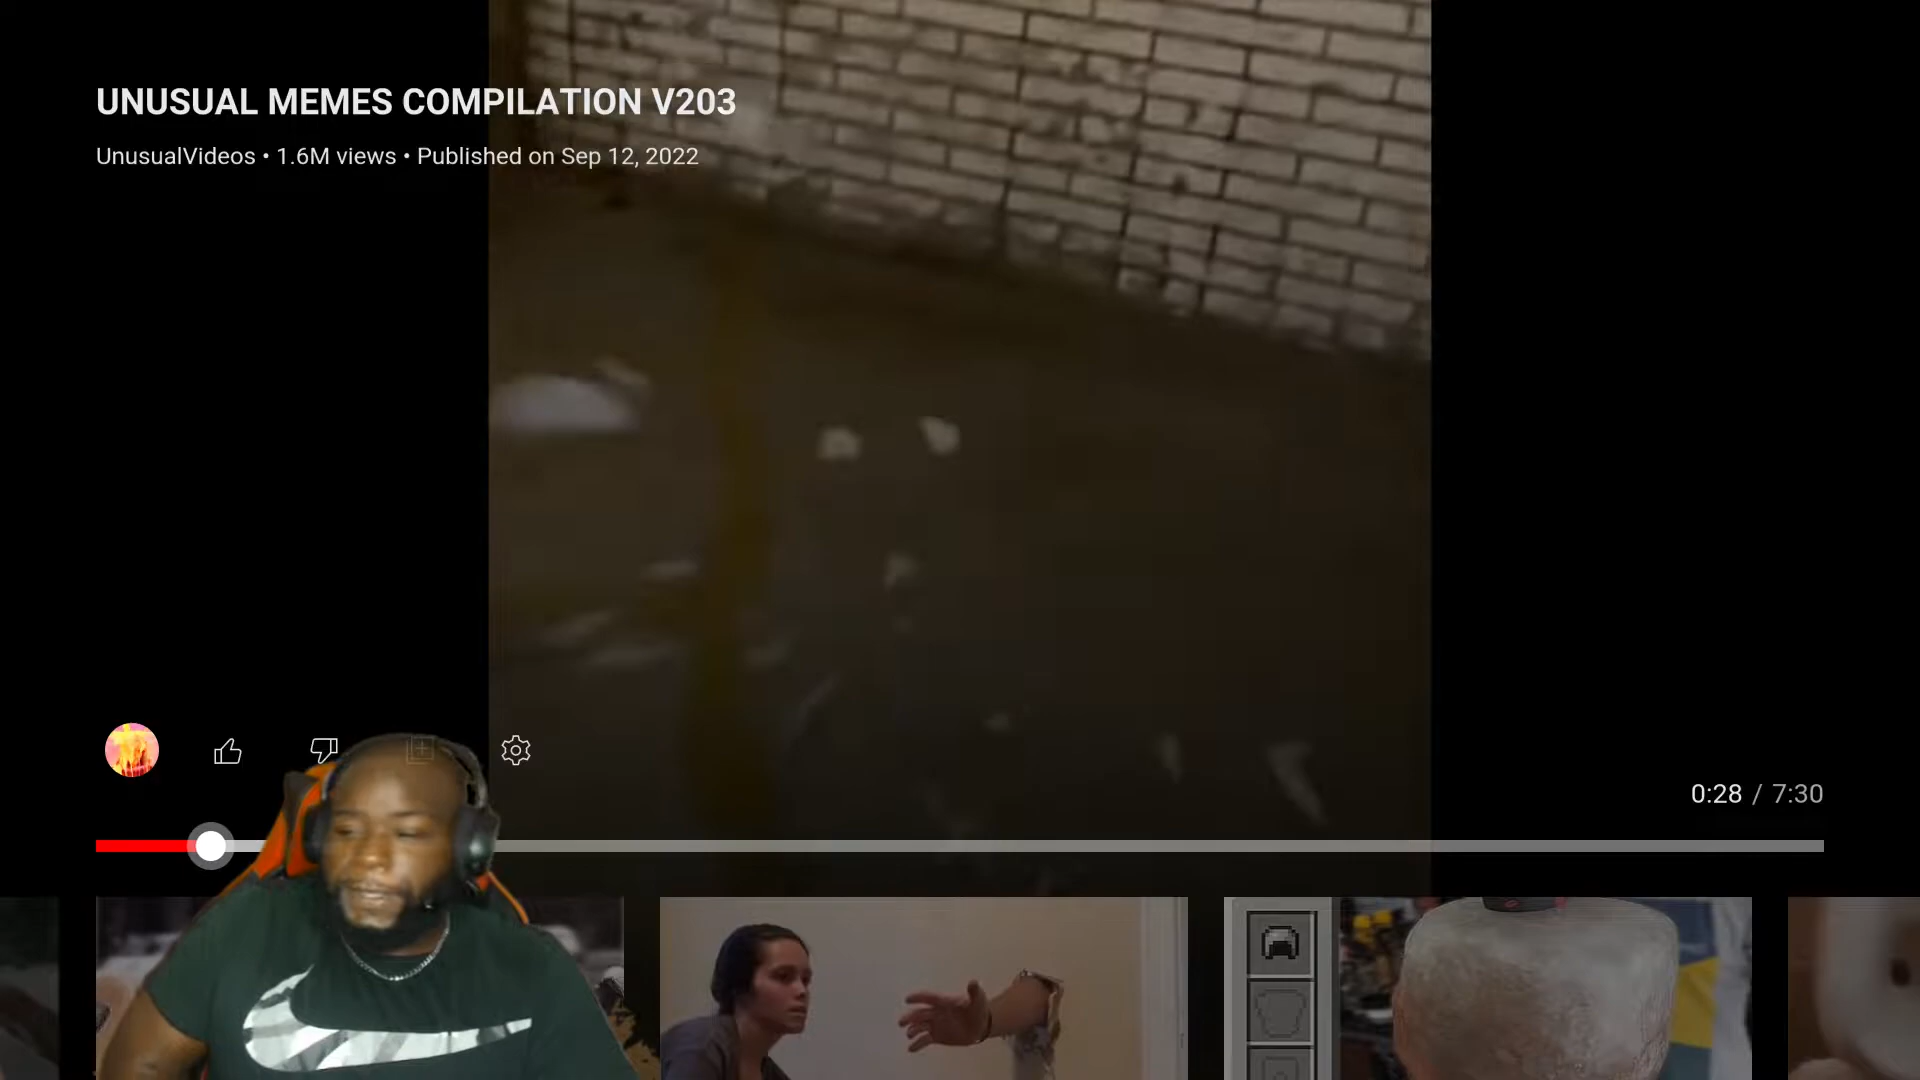 UNUSUAL MEMES COMPILATION V203
UnusualVideos • 1.6M views • Published on Sep 12, 2022
0:28 / 7:30